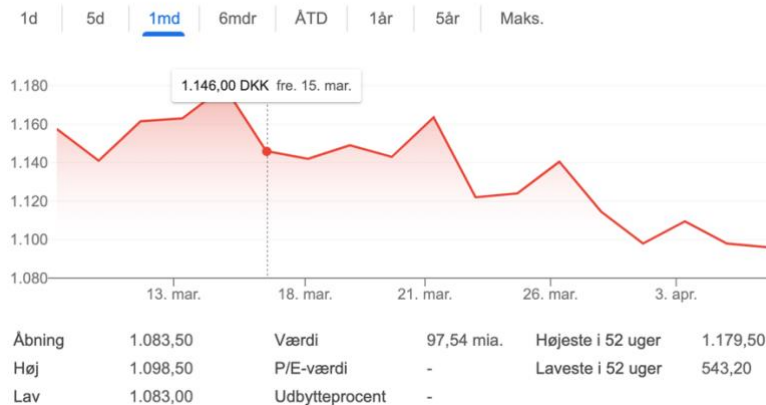 1d 5d 1md 6mdr ÅTD 1år 5år Maks.
1.146,00 DKK fre. 15. mar.
1.180
1.160
1.140
1.120
1.100
1.080
13. mar. 18. mar. 21. mar. 26. mar. 3. apr.
Åbning 1.083,50 Værdi 97,54 mia. Højeste i 52 uger 1.179,50
Høj 1.098,50 P/E-værdi - Laveste i 52 uger 543,20
Lav 1.083,00 Udbytteprocent -